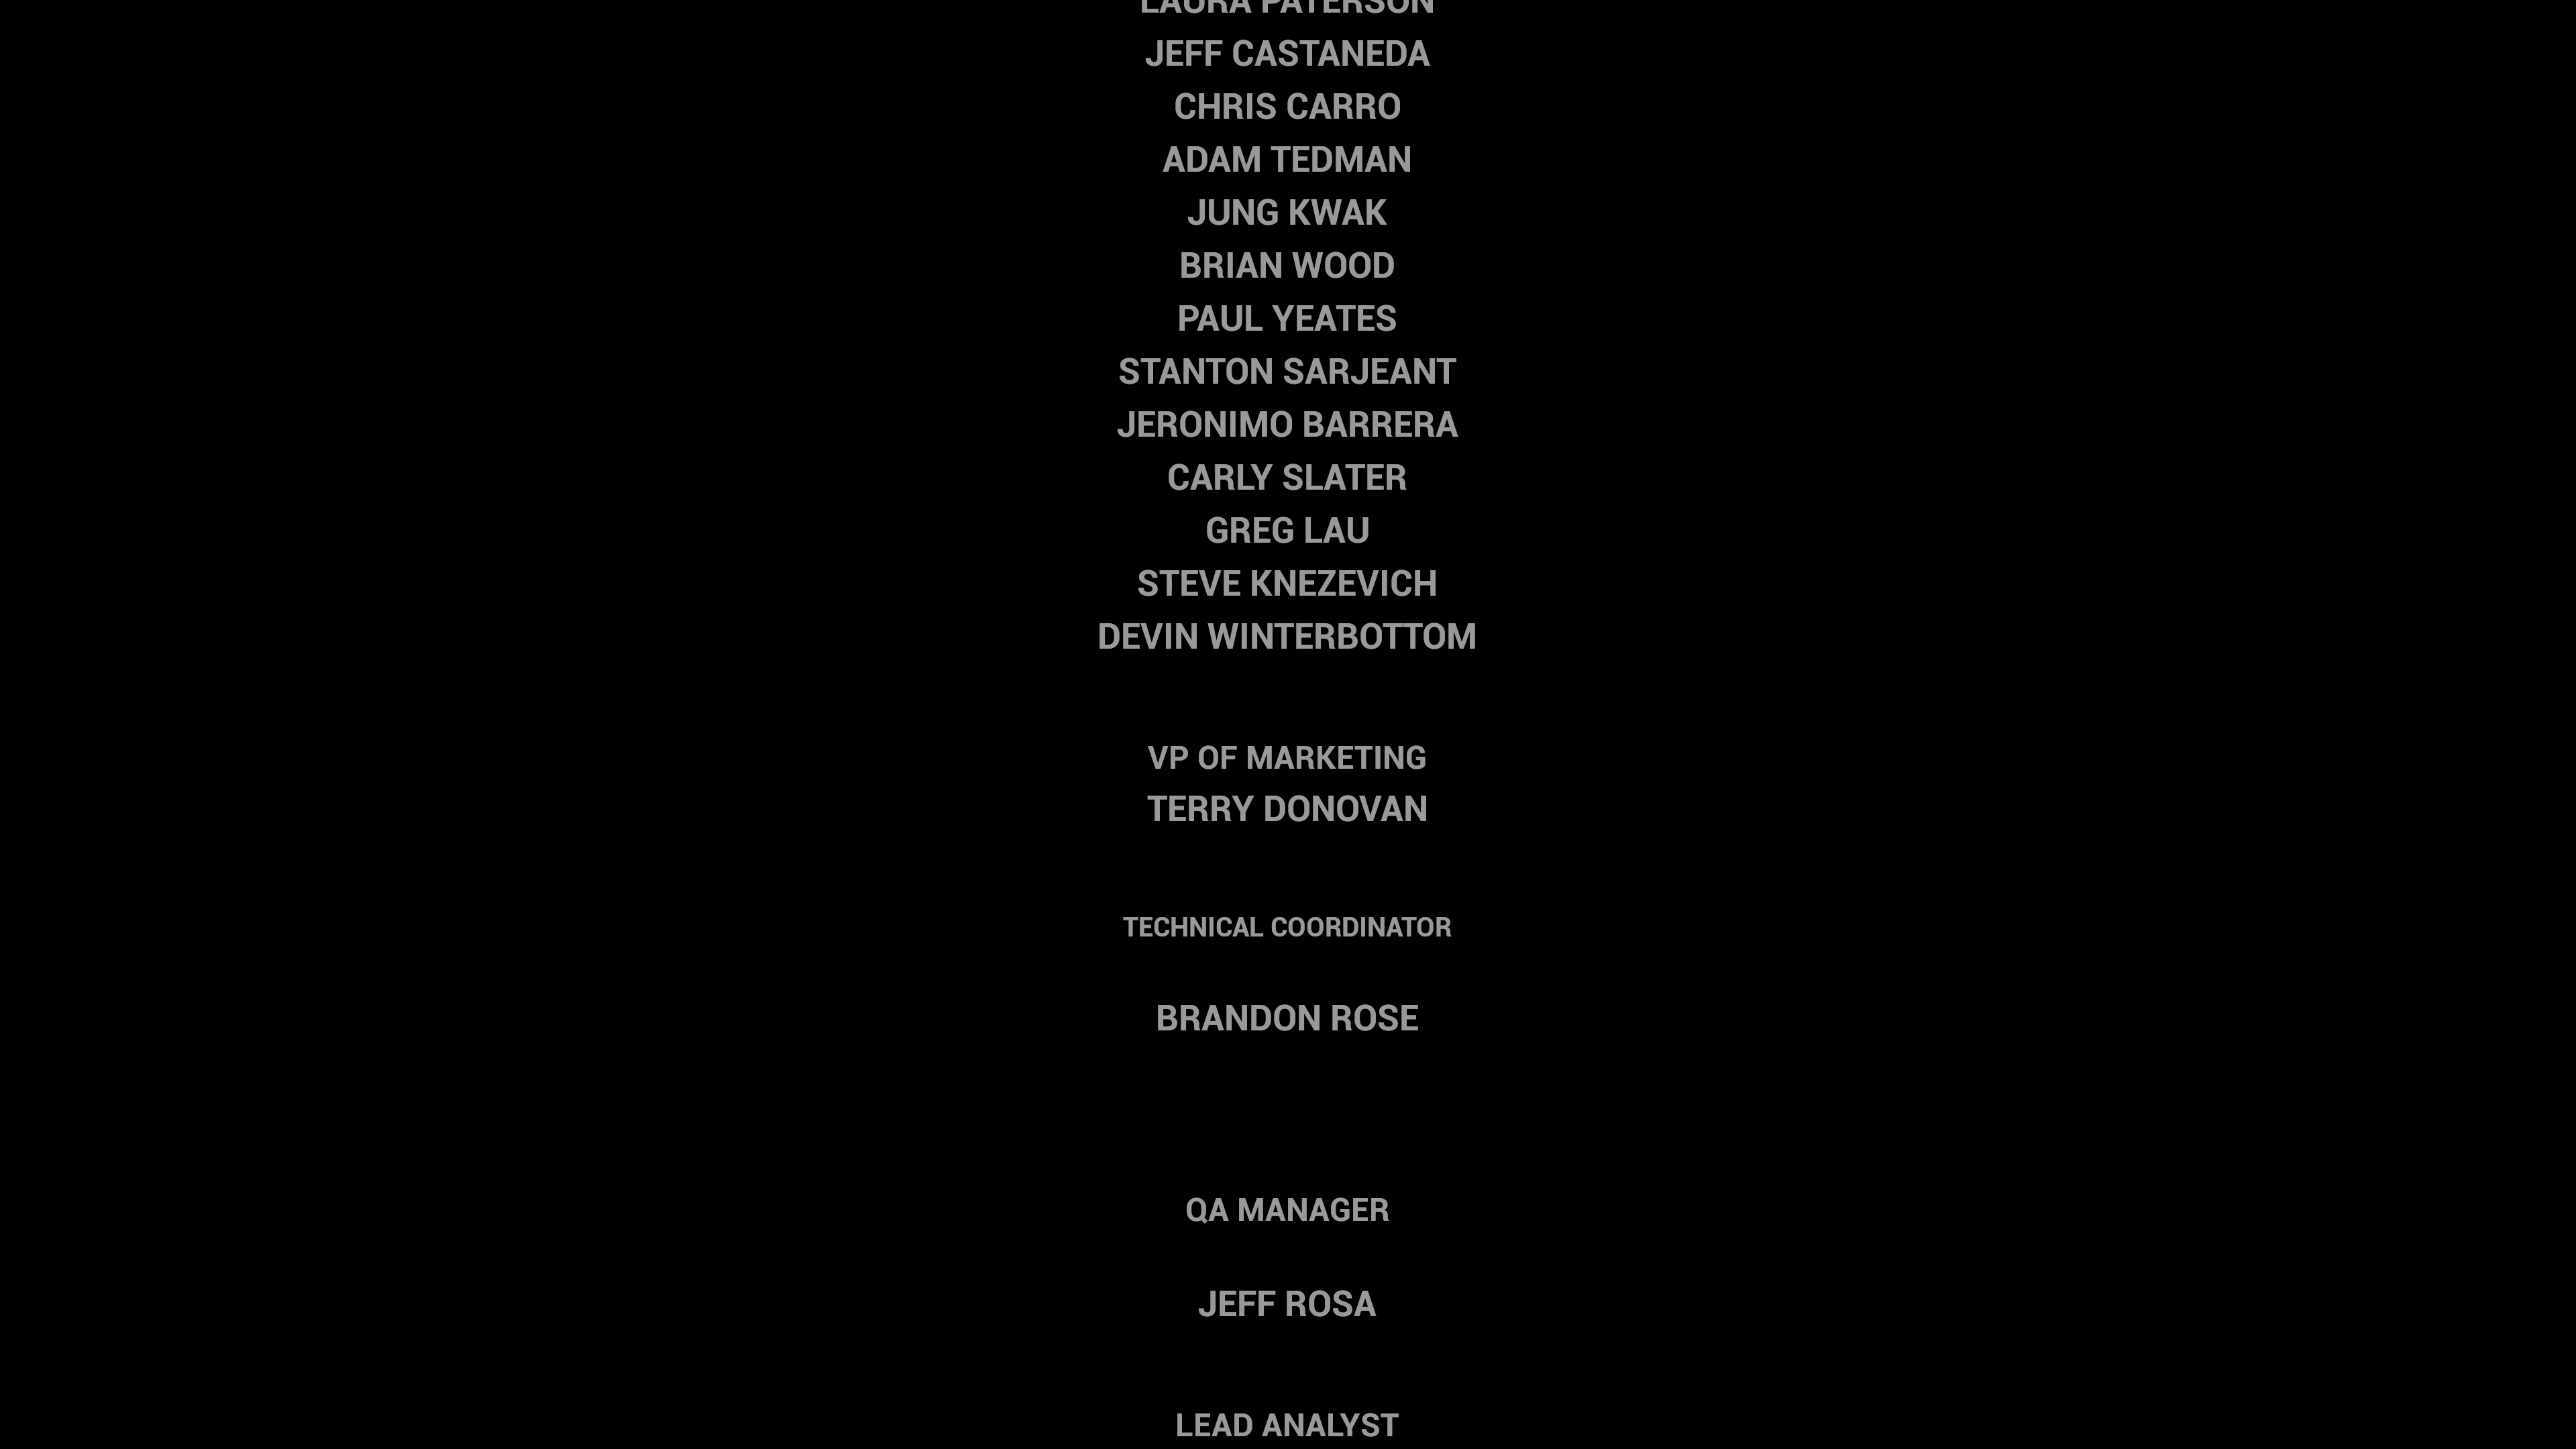 LAURA PATERSON
JEFF CASTANEDA
CHRIS CARRO
ADAM TEDMAN
JUNG KWAK
BRIAN WOOD
PAUL YEATES
STANTON SARJEANT
JERONIMO BARRERA
CARLY SLATER
GREG LAU
STEVE KNEZEVICH
DEVIN WINTERBOTTOM
VP OF MARKETING
TERRY DONOVAN
TECHNICAL COORDINATOR
BRANDON ROSE
QA MANAGER
JEFF ROSA
LEAD ANALYST